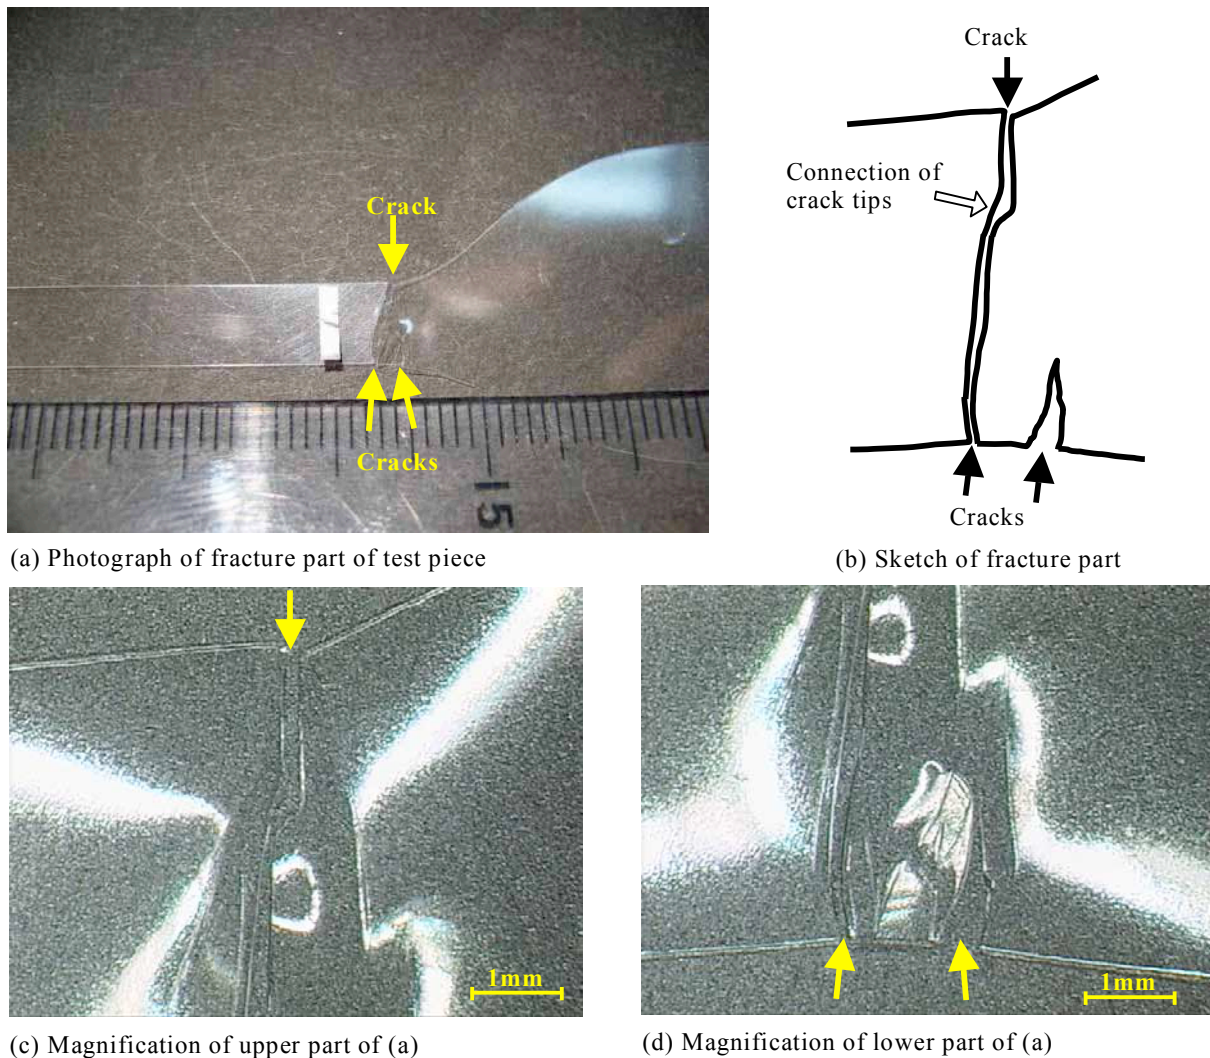 Crack
Cracks
15
(a) Photograph of fracture part of test piece
Crack
Connection of
crack tips
Cracks
(b) Sketch of fracture part
1mm
(c) Magnification of upper part of (a)
1mm
(d) Magnification of lower part of (a)